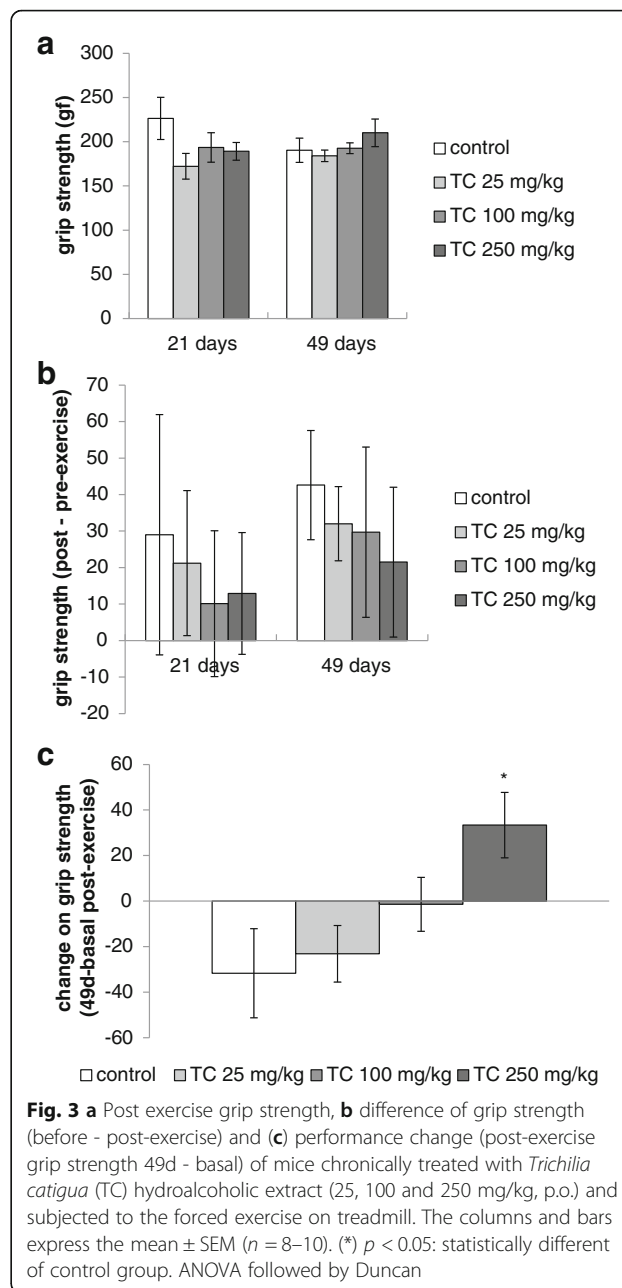 a
grip strength (gf)
300
250
200
150
100
50
0
21 days 49 days
control
TC 25 mg/kg
TC 100 mg/kg
TC 250 mg/kg
b
grip strength (post - pre-exercise)
70
60
50
40
30
20
10
0
-10
-20
21 days 49 days
control
TC 25 mg/kg
TC 100 mg/kg
TC 250 mg/kg
c
change on grip strength
(49d-basal post-exercise)
60
40
20
0
-20
-40
-60
*
control TC 25 mg/kg TC 100 mg/kg TC 250 mg/kg
Fig. 3 a Post exercise grip strength, b difference of grip strength
(before - post-exercise) and (c) performance change (post-exercise
grip strength 49d - basal) of mice chronically treated with Trichilia
catigua (TC) hydroalcoholic extract (25, 100 and 250 mg/kg, p.o.) and
subjected to the forced exercise on treadmill. The columns and bars
express the mean ± SEM (n = 8–10). (*) p < 0.05: statistically different
of control group. ANOVA followed by Duncan